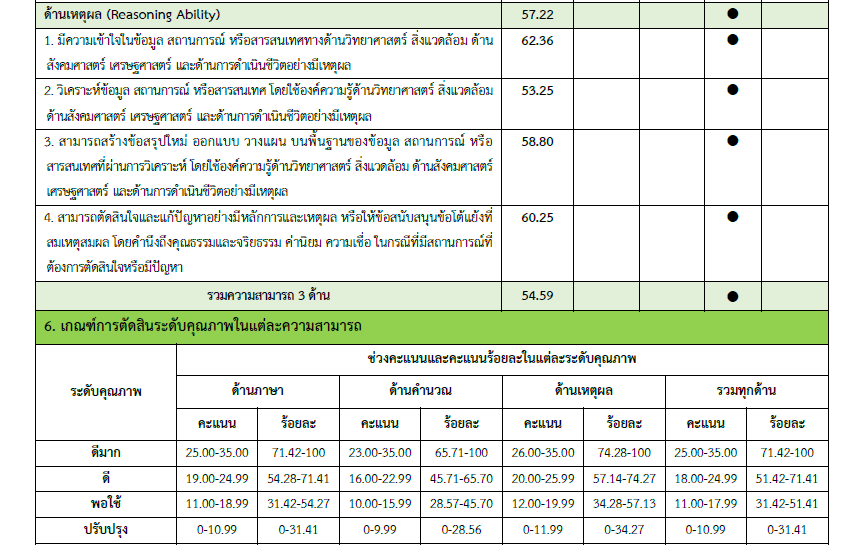 ด้านเหตุผล (Reasoning Ability) 57.22 ●
1. มีความเข้าใจในข้อมูล สถานการณ์ หรือสารสนเทศทางด้านวิทยาศาสตร์ สิ่งแวดล้อม ด้าน 62.36 ●
สังคมศาสตร์ เศรษฐศาสตร์ และด้านการดำเนินชีวิตอย่างมีเหตุผล
2. วิเคราะห์ข้อมูล สถานการณ์ หรือสารสนเทศ โดยใช้องค์ความรู้ด้านวิทยาศาสตร์ สิ่งแวดล้อม 53.25 ●
ด้านสังคมศาสตร์ เศรษฐศาสตร์ และด้านการดำเนินชีวิตอย่างมีเหตุผล
3. สามารถสร้างข้อสรุปใหม่ ออกแบบ วางแผน บนพื้นฐานของข้อมูล สถานการณ์ หรือ 58.80 ●
สารสนเทศที่ผ่านการวิเคราะห์ โดยใช้องค์ความรู้ด้านวิทยาศาสตร์ สิ่งแวดล้อม ด้านสังคมศาสตร์
เศรษฐศาสตร์ และด้านการดำเนินชีวิตอย่างมีเหตุผล
4. สามารถตัดสินใจและแก้ปัญหาอย่างมีหลักการและเหตุผล หรือให้ข้อสนับสนุนข้อโต้แย้งที่ 60.25 ●
สมเหตุสมผล โดยคำนึงถึงคุณธรรมและจริยธรรม ค่านิยม ความเชื่อ ในกรณีที่มีสถานการณ์ที่
ต้องการตัดสินใจหรือมีปัญหา
รวมความสามารถ 3 ด้าน 54.59 ●
6. เกณฑ์การตัดสินระดับคุณภาพในแต่ละความสามารถ
ระดับคุณภาพ ช่วงคะแนนและคะแนนร้อยละในแต่ละระดับคุณภาพ
ด้านภาษา ด้านคำนวณ ด้านเหตุผล รวมทุกด้าน
คะแนน ร้อยละ คะแนน ร้อยละ คะแนน ร้อยละ คะแนน ร้อยละ
ดีมาก 25.00-35.00 71.42-100 23.00-35.00 65.71-100 26.00-35.00 74.28-100 25.00-35.00 71.42-100
ดี 19.00-24.99 54.28-71.41 16.00-22.99 45.71-65.70 20.00-25.99 57.14-74.27 18.00-24.99 51.42-71.41
พอใช้ 11.00-18.99 31.42-54.27 10.00-15.99 28.57-45.70 12.00-19.99 34.28-57.13 11.00-17.99 31.42-51.41
ปรับปรุง 0-10.99 0-31.41 0-9.99 0-28.56 0-11.99 0-34.27 0-10.99 0-31.41